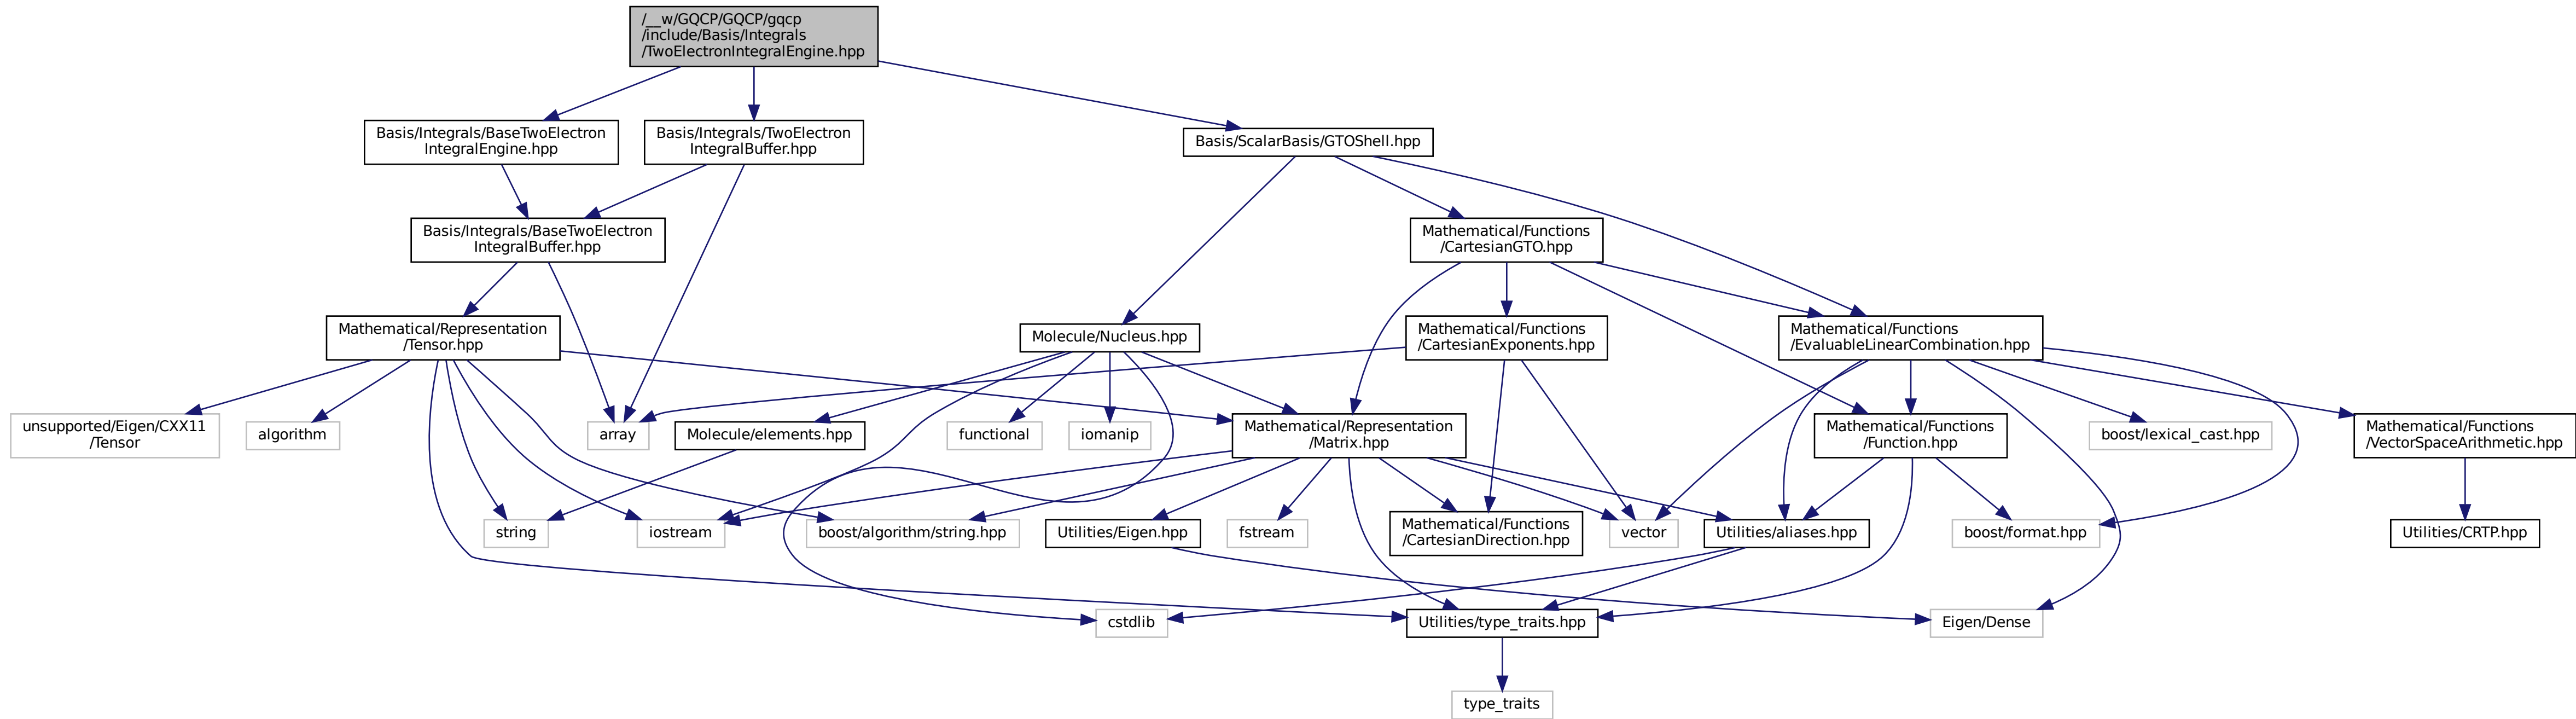 /__w/GQCP/GQCP/gqcp
/include/Basis/Integrals
/TwoElectronIntegralEngine.hpp
Basis/Integrals/BaseTwoElectron
IntegralEngine.hpp
Basis/Integrals/TwoElectron
IntegralBuffer.hpp
Basis/ScalarBasis/GTOShell.hpp
Basis/Integrals/BaseTwoElectron
IntegralBuffer.hpp
Mathematical/Functions
/CartesianGTO.hpp
Mathematical/Representation
/Tensor.hpp
Molecule/Nucleus.hpp
Mathematical/Functions
/CartesianExponents.hpp
Mathematical/Functions
/EvaluableLinearCombination.hpp
unsupported/Eigen/CXX11
/Tensor
algorithm
array
Molecule/elements.hpp
functional
iomanip
Mathematical/Representation
/Matrix.hpp
Mathematical/Functions
/Function.hpp
boost/lexical_cast.hpp
Mathematical/Functions
/VectorSpaceArithmetic.hpp
string
iostream
boost/algorithm/string.hpp
Utilities/Eigen.hpp
fstream
Mathematical/Functions
/CartesianDirection.hpp
vector
Utilities/aliases.hpp
boost/format.hpp
Utilities/CRTP.hpp
cstdlib
Utilities/type_traits.hpp
Eigen/Dense
type_traits